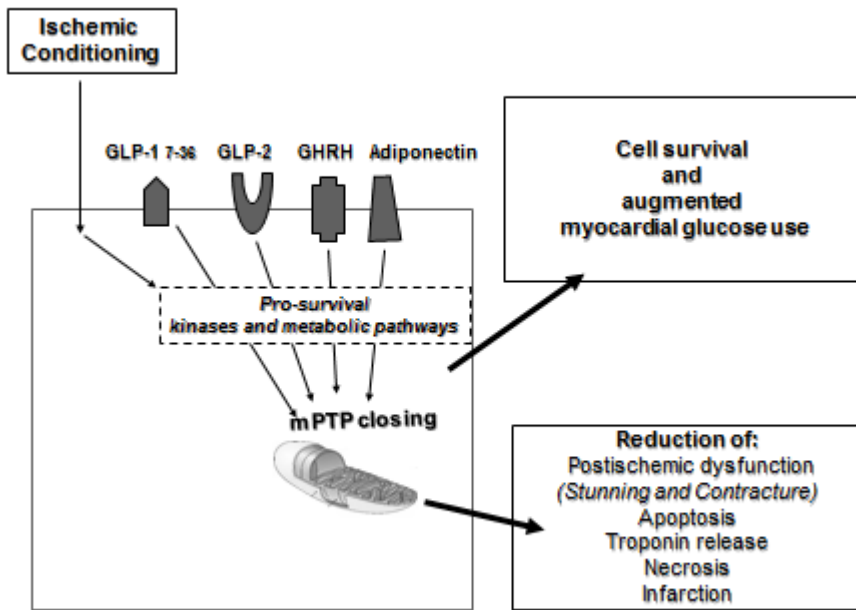 Ischemic
Conditioning
GLP-1 7-36
GLP-2
GHRH
Adiponectin
Cell survival
and
augmented
myocardial glucose use
Pro-survival
kinases and metabolic pathways
mPTP closing
Reduction of:
Postischemic dysfunction
(Stunning and Contracture)
Apoptosis
Troponin release
Necrosis
Infarction